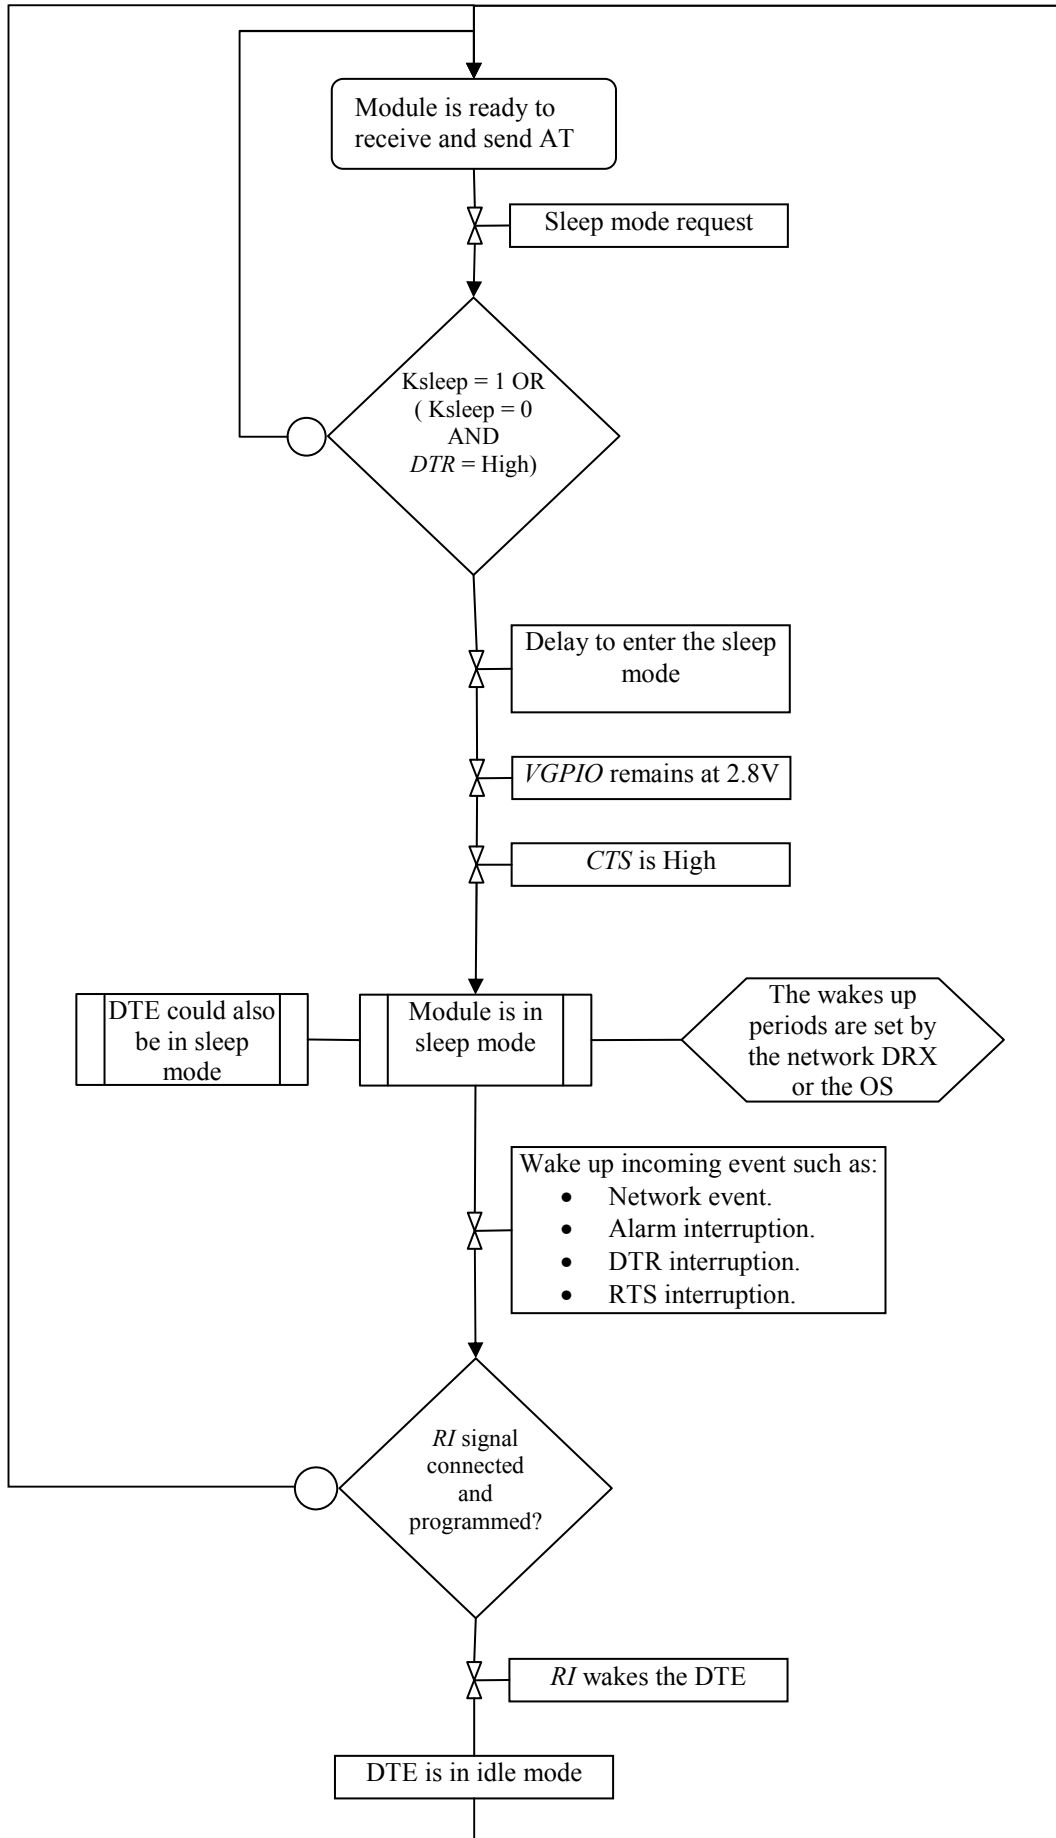 Module is ready to
receive and send AT
Sleep mode request
Ksleep = 1 OR
( Ksleep = 0
AND
DTR = High)
Delay to enter the sleep
mode
VGPIO remains at 2.8V
CTS is High
DTE could also
be in sleep
mode
Module is in
sleep mode
The wakes up
periods are set by
the network DRX
or the OS
Wake up incoming event such as:
• Network event.
• Alarm interruption.
• DTR interruption.
• RTS interruption.
RI signal
connected
and
programmed?
RI wakes the DTE
DTE is in idle mode